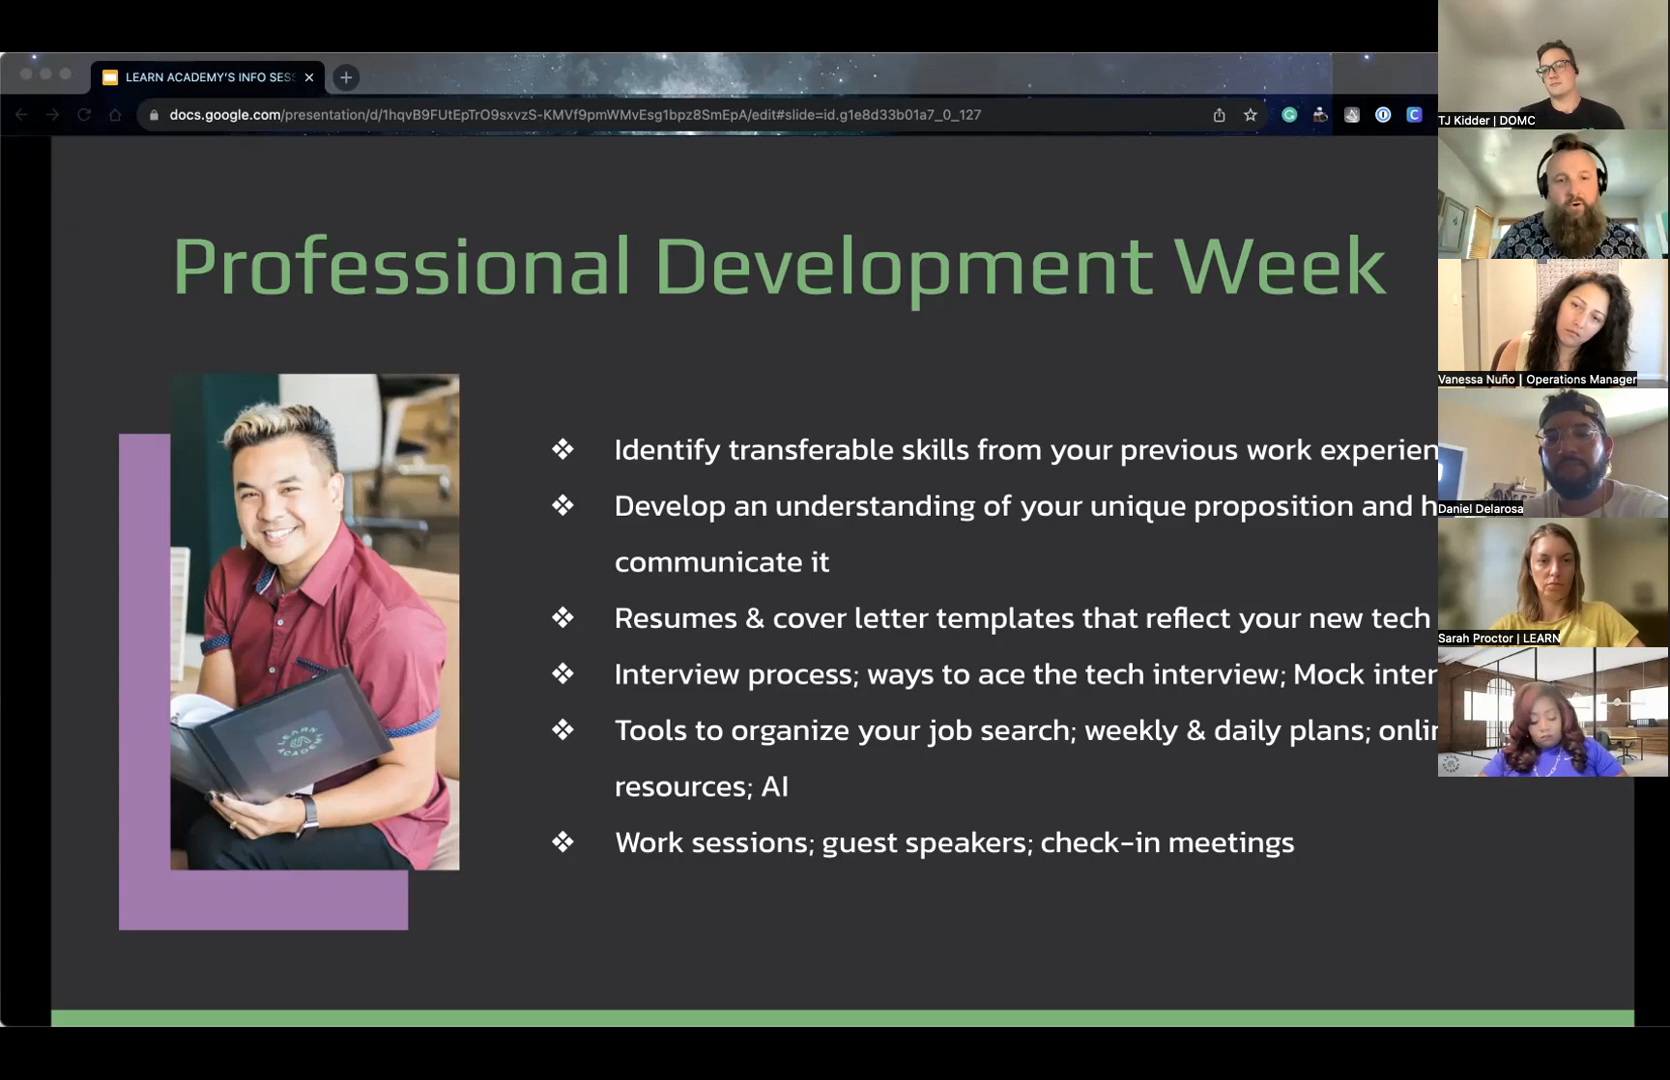 LEARN ACADEMY'S INFO SES
docs.google.com/presentation/d/1hqvB9FUtEpTrO9sxvzS-KMVf9pmWMvEsg1bpz8SmEpA/edit#slide=id.g1e8d33b01a7_0_127
Professional Development Week
Identify transferable skills from your previous work experien
Develop an understanding of your unique proposition and h
communicate it
Resumes & cover letter templates that reflect your new tech
Interview process; ways to ace the tech interview; Mock inter
Tools to organize your job search; weekly & daily plans; onlin
resources; AI
Work sessions; guest speakers; check-in meetings
LEARN
ACADEMY
TJ Kidder | DOMC
Vanessa Nuño | Operations Manager
Daniel Delarosa
Sarah Proctor | LEARN